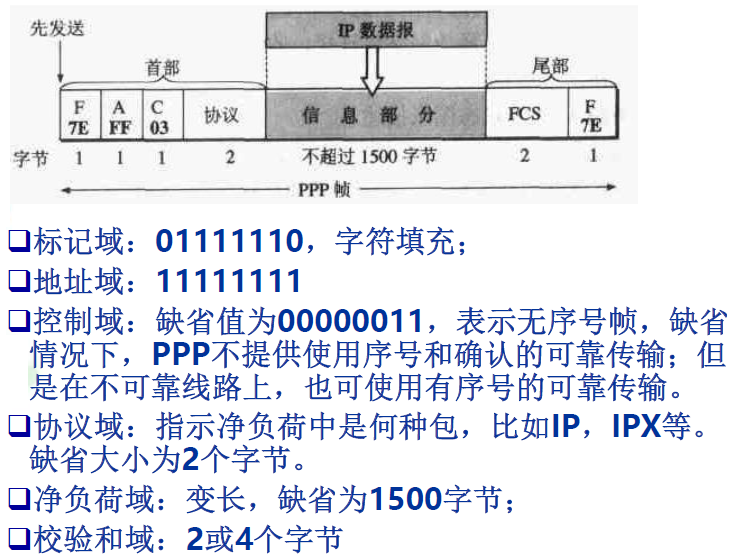 先发送
IP 数据报
首部
尾部
F A C
7E FF 03 协议 信息部分 FCS F 7E
字节 1 1 1 2 不超过 1500 字节 2 1
PPP 帧
❑标记域：01111110，字符填充；
❑地址域：11111111
❑控制域：缺省值为00000011，表示无序号帧，缺省
情况下，PPP不提供使用序号和确认的可靠传输；但
是在不可靠线路上，也可使用有序号的可靠传输。
❑协议域：指示净负荷中是何种包，比如IP，IPX等。
缺省大小为2个字节。
❑净负荷域：变长，缺省为1500字节；
❑校验和域：2或4个字节